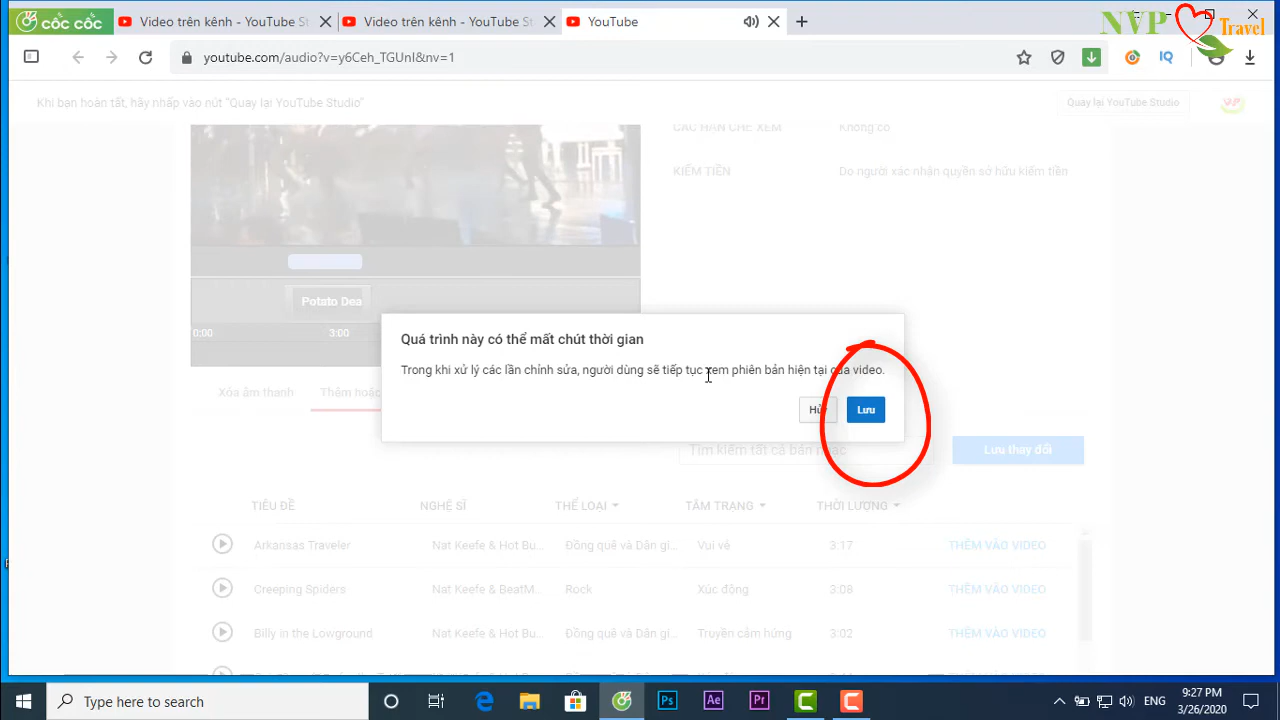 cốc cốc
Video trên kênh - YouTube St
Video trên kênh - YouTube St
YouTube
NVP Travel
youtube.com/audio?v=y6Ceh_TGUnI&nv=1
IQ
Khi bạn hoàn tất, hãy nhấp vào nút "Quay lại YouTube Studio"
Quay lại YouTube Studio
CÁC HẠN CHẾ XEM
Không có
KIẾM TIỀN
Do người xác nhận quyền sở hữu kiếm tiền
Potato Dea
0:00
3:00
Quá trình này có thể mất chút thời gian
Trong khi xử lý các lần chỉnh sửa, người dùng sẽ tiếp tục xem phiên bản hiện tại của video.
Lưu
Xóa âm thanh
Thêm hoặc
Tìm kiếm tất cả bản nhạc
Lưu thay đổi
TIÊU ĐỀ NGHỆ SĨ THỂ LOẠI TÂM TRẠNG THỜI LƯỢNG
Arkansas Traveler Nat Keefe & Hot Bu... Đồng quê và Dân gi... Vui vẻ 3:17 THÊM VÀO VIDEO
Creeping Spiders Nat Keefe & BeatM... Rock Xúc động 3:08 THÊM VÀO VIDEO
Billy in the Lowground Nat Keefe & Hot Bu... Đồng quê và Dân gi... Truyền cảm hứng 3:02 THÊM VÀO VIDEO
Type here to search
Ps
Ae
Pr
ENG
9:27 PM
3/26/2020